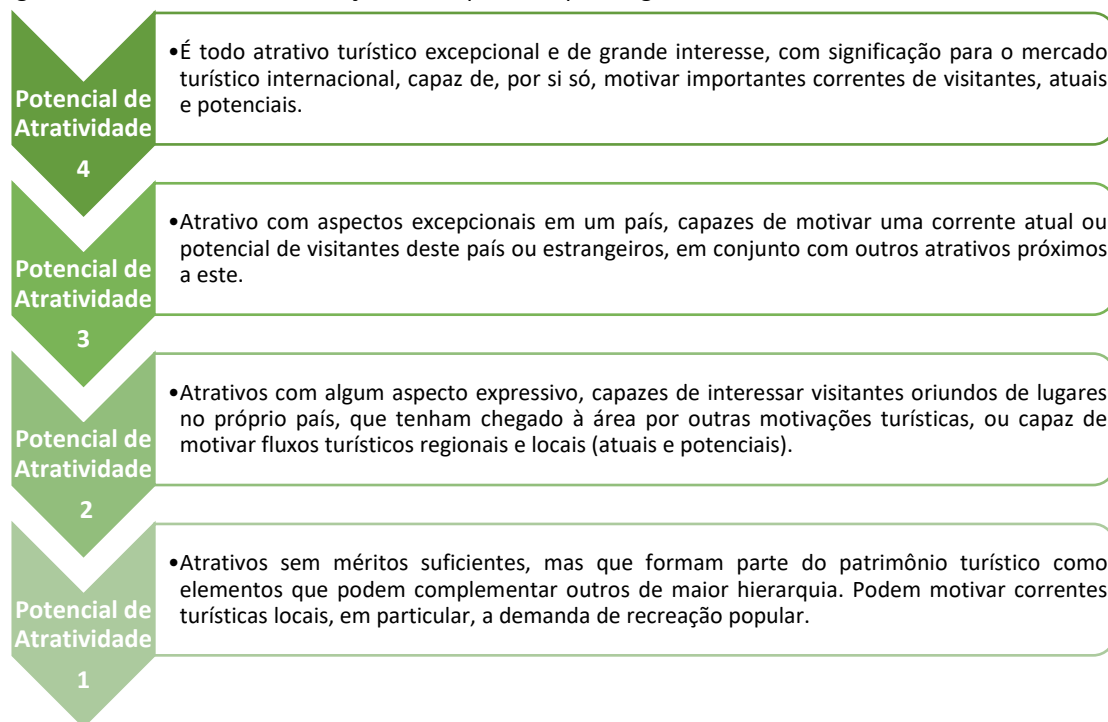 •É todo atrativo turístico excepcional e de grande interesse, com significação para o mercado
turístico internacional, capaz de, por si só, motivar importantes correntes de visitantes, atuais
e potenciais.
Potencial de
Atratividade
4
•Atrativo com aspectos excepcionais em um país, capazes de motivar uma corrente atual ou
potencial de visitantes deste país ou estrangeiros, em conjunto com outros atrativos próximos
a este.
Potencial de
Atratividade
3
•Atrativos com algum aspecto expressivo, capazes de interessar visitantes oriundos de lugares
no próprio país, que tenham chegado à área por outras motivações turísticas, ou capaz de
motivar fluxos turísticos regionais e locais (atuais e potenciais).
Potencial de
Atratividade
2
•Atrativos sem méritos suficientes, mas que formam parte do patrimônio turístico como
elementos que podem complementar outros de maior hierarquia. Podem motivar correntes
turísticas locais, em particular, a demanda de recreação popular.
Potencial de
Atratividade
1